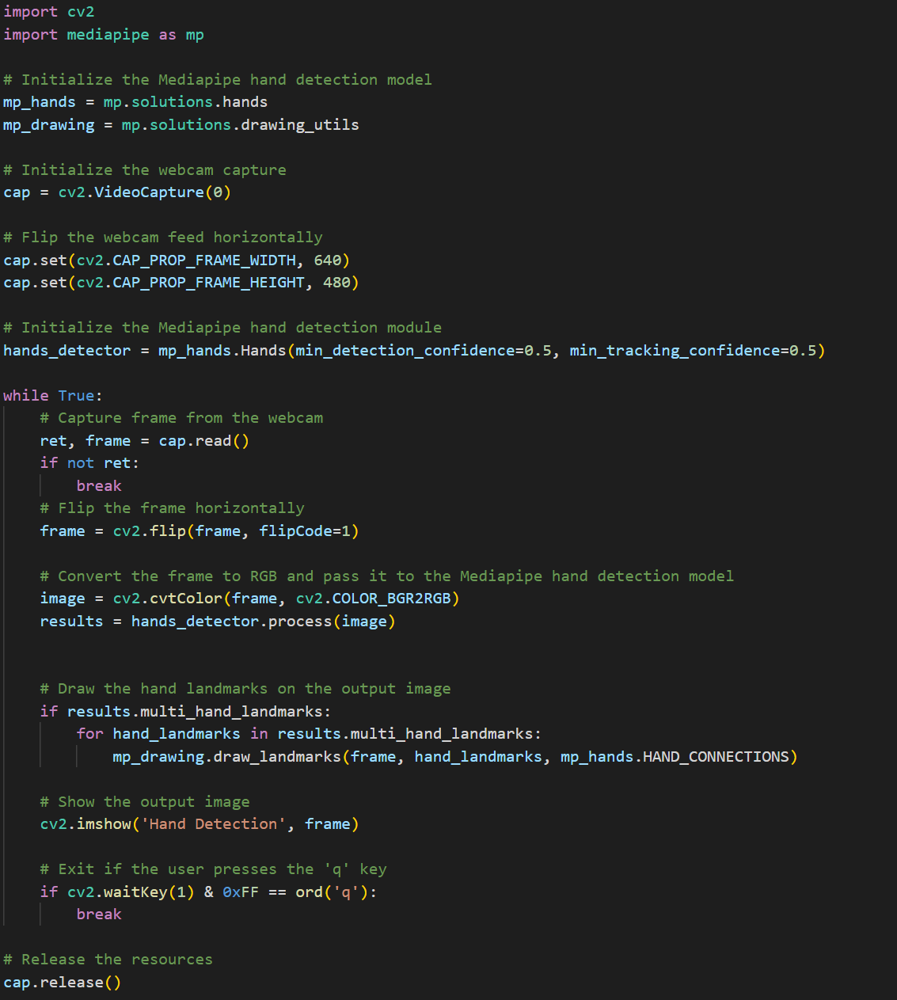 import cv2
import mediapipe as mp
# Initialize the Mediapipe hand detection model
mp_hands = mp.solutions.hands
mp_drawing = mp.solutions.drawing_utils
# Initialize the webcam capture
cap = cv2.VideoCapture(0)
# Flip the webcam feed horizontally
cap.set(cv2.CAP_PROP_FRAME_WIDTH, 640)
cap.set(cv2.CAP_PROP_FRAME_HEIGHT, 480)
# Initialize the Mediapipe hand detection module
hands_detector = mp_hands.Hands(min_detection_confidence=0.5, min_tracking_confidence=0.5)
while True:
    # Capture frame from the webcam
    ret, frame = cap.read()
    if not ret:
        break
    # Flip the frame horizontally
    frame = cv2.flip(frame, flipCode=1)
    # Convert the frame to RGB and pass it to the Mediapipe hand detection model
    image = cv2.cvtColor(frame, cv2.COLOR_BGR2RGB)
    results = hands_detector.process(image)
    # Draw the hand landmarks on the output image
    if results.multi_hand_landmarks:
        for hand_landmarks in results.multi_hand_landmarks:
            mp_drawing.draw_landmarks(frame, hand_landmarks, mp_hands.HAND_CONNECTIONS)
    # Show the output image
    cv2.imshow('Hand Detection', frame)
    # Exit if the user presses the 'q' key
    if cv2.waitKey(1) & 0xFF == ord('q'):
        break
# Release the resources
cap.release()